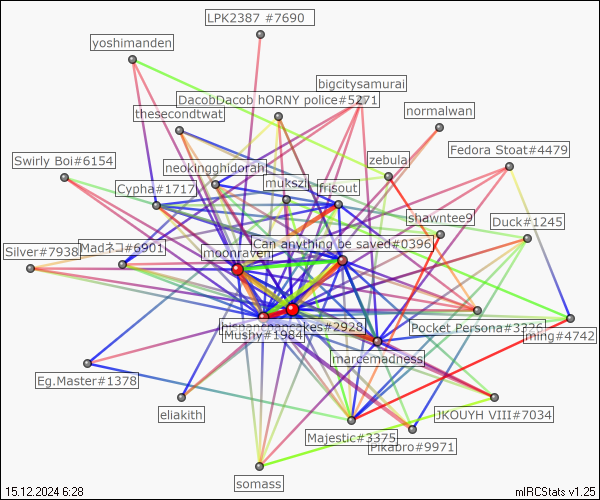 LPK2387 #7690
yoshimanden
bigcitysamurai
DacobDacob hORNY police#5271
thesecondtwat
normalwan
Fedora Stoat#4479
zebula
Swirly Boi#6154
neokingghidorah
mukszi
frisout
Cypha#1717
shawntee9
Duck#1245
Can anything be saved#0396
Silver#7938
Madネコ#6901
moonraven
Pocket Persona#3326
ming#4742
Mushy#1984
marcemadness
Eg.Master#1378
eliakith
JKOUYH VIII#7034
Majestic#3375
Pikabro#9971
somass
15.12.2024 6:28
mIRCStats v1.25